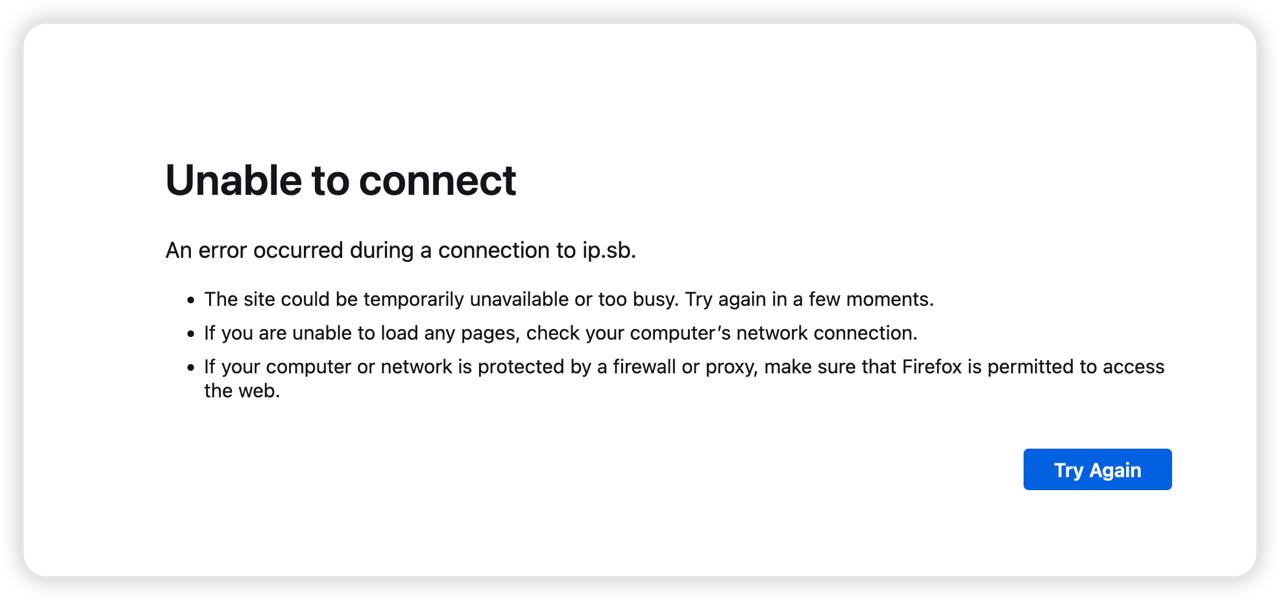 Unable to connect
An error occurred during a connection to ip.sb.
• The site could be temporarily unavailable or too busy. Try again in a few moments.
• If you are unable to load any pages, check your computer’s network connection.
• If your computer or network is protected by a firewall or proxy, make sure that Firefox is permitted to access
the web.
Try Again